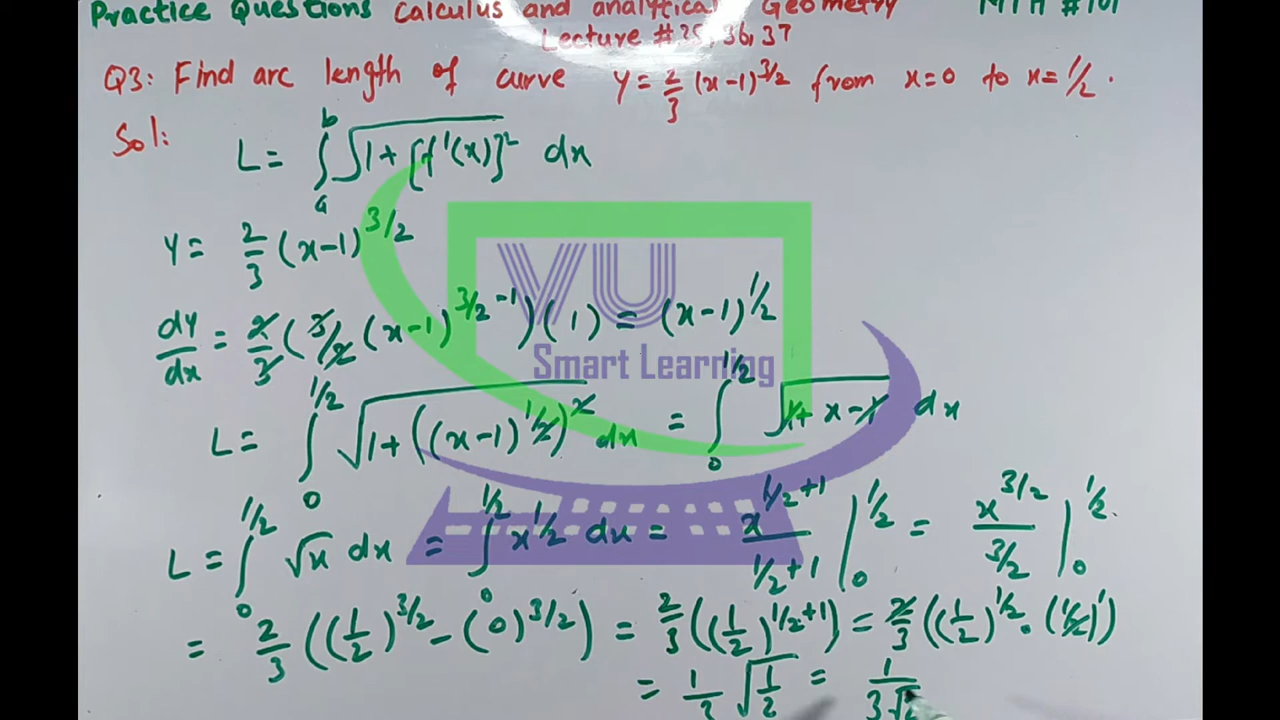 Practice Questions Calculus and analytical Geometry MTH #101
Lecture #35,36,37
Q3: Find arc length of curve Y = 2/3 (x-1)^3/2 from x=0 to x=1/2.
Sol:
L = ∫_a^b √(1+[f'(x)]²) dx
Y = 2/3 (x-1)^3/2
dy/dx = 2/3 (3/2 (x-1)^3/2 -1)(1) = (x-1)^1/2
L = ∫_0^1/2 √(1+((x-1)^1/2)^2) dx = ∫_0^1/2 √(1+x-1) dx
L = ∫_0^1/2 √x dx = ∫_0^1/2 x^1/2 dx = x^1/2+1 / 1/2+1 |_0^1/2 = x^3/2 / 3/2 |_0^1/2.
= 2/3 ((1/2)^3/2 - (0)^3/2) = 2/3 ((1/2)^1/2+1) = 2/3 ((1/2)^1/2 · (1/2)^1)
= 1/3 √(1/2) = 1/3√2
VU
Smart Learning